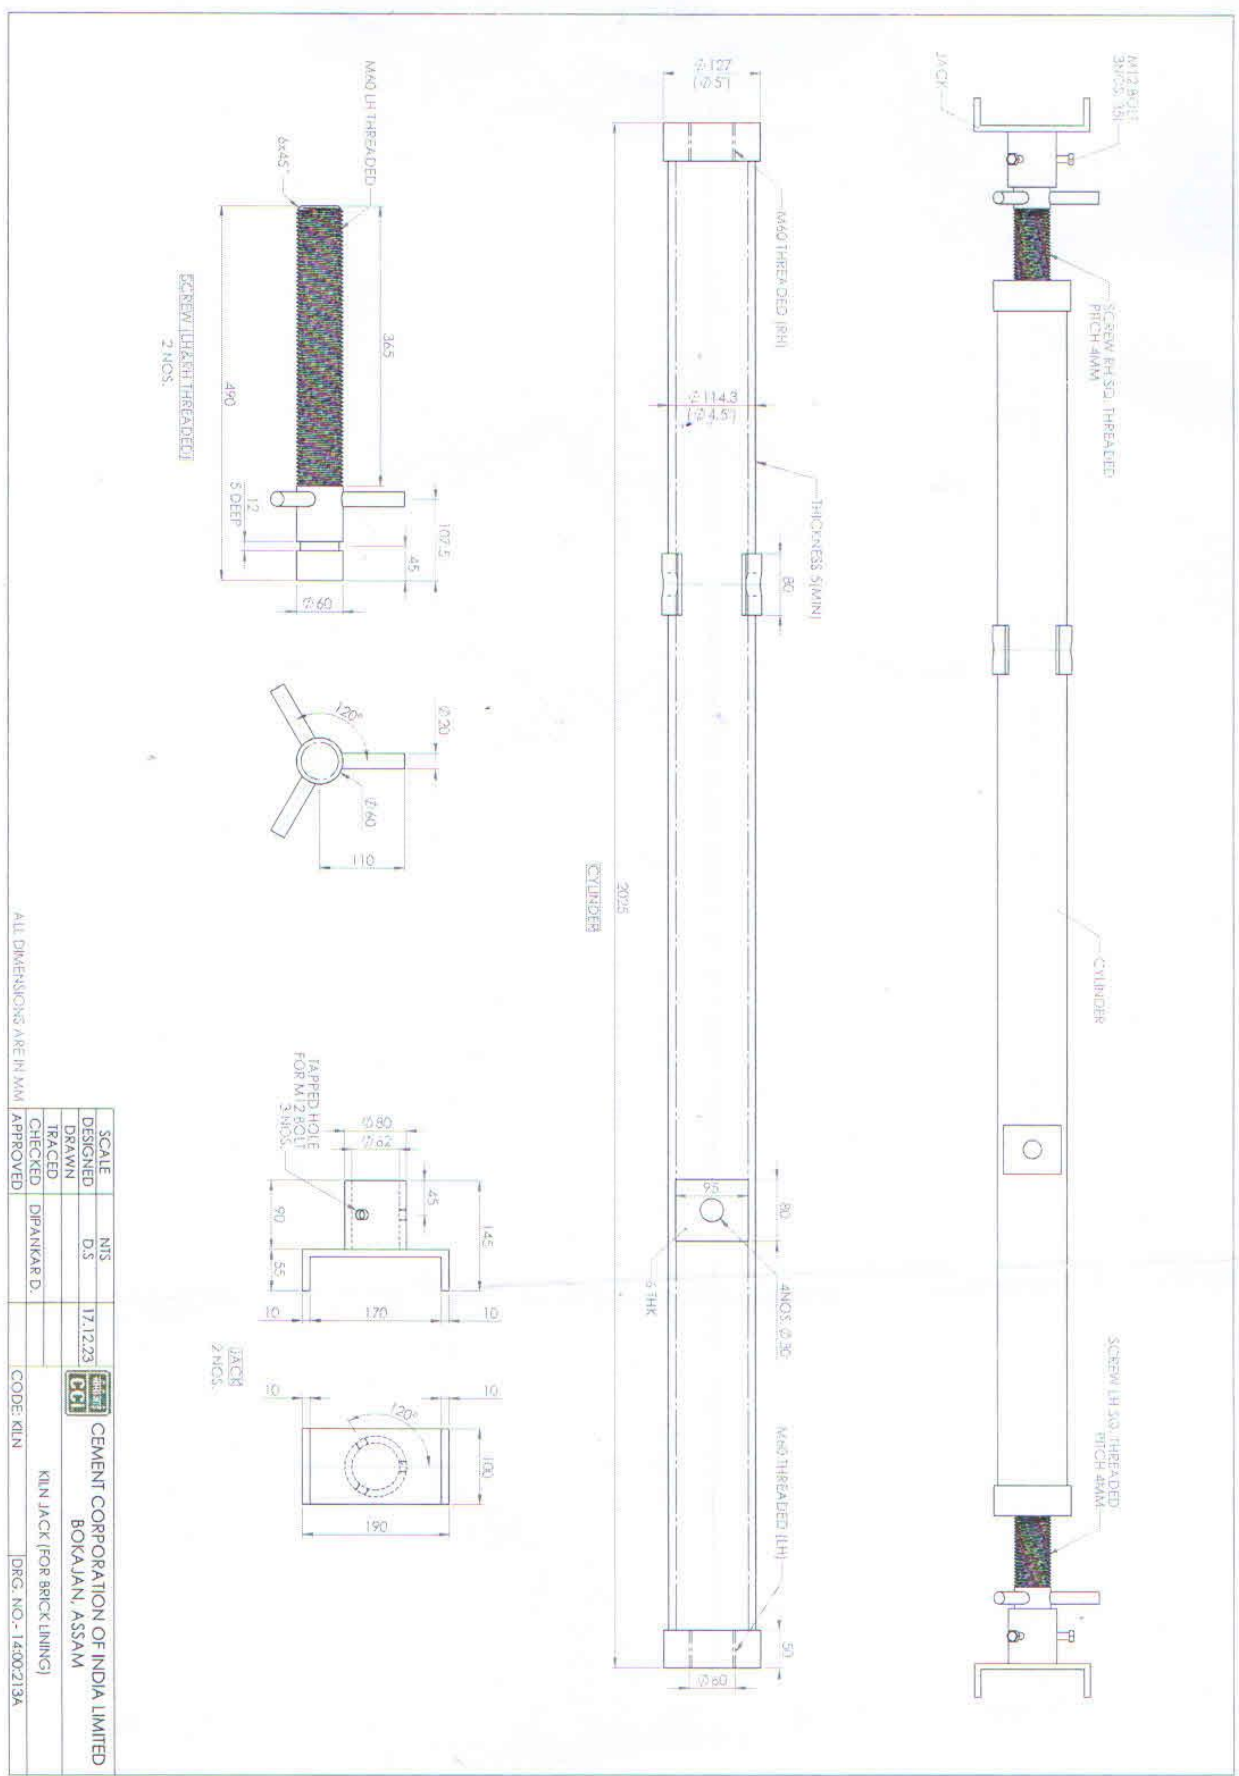 M12 BOLT
3NOS. 35l
JACK
SCREW RH SQ. THREADED
PITCH 4MM
CYLINDER
SCREW LH SQ. THREADED
PITCH 4MM
Ø 127
(Ø5")
M60 THREADED (RH)
Ø 114.3
(Ø4.5")
THICKNESS 5(MIN)
80
2025
CYLINDER
95
80
4NOS. Ø30
6 THK
M60 THREADED (LH)
50
Ø60
M60 LH THREADED
6x45°
365
490
107.5
45
12
5 DEEP
Ø60
SCREW (LH&RH THREADED)
2 NOS.
120°
Ø20
Ø60
110
TAPPED HOLE
FOR M12 BOLT
3 NOS.
Ø80
Ø62
45
145
90
55
10
170
10
JACK
2 NOS.
10
10
120°
100
190
ALL DIMENSIONS ARE IN MM
SCALE NTS
DESIGNED D.S 17.12.23
DRAWN
TRACED
CHECKED DIPANKAR D.
APPROVED
CCI
CEMENT CORPORATION OF INDIA LIMITED
BOKAJAN, ASSAM
KILN JACK (FOR BRICK LINING)
CODE: KILN DRG. NO.- 14:00:213A